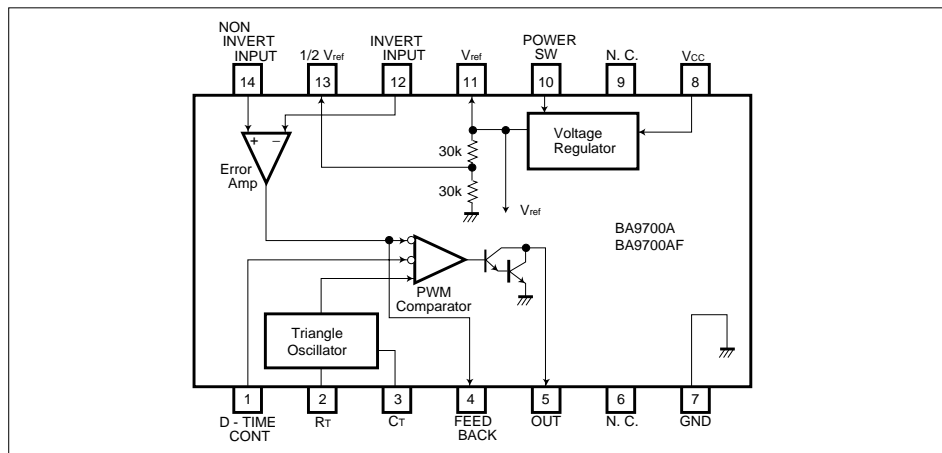 NON
INVERT
INPUT
1/2 Vref
INVERT
INPUT
Vref
POWER
SW
N. C.
VCC
14
13
12
11
10
9
8
+
−
Error
Amp
30k
30k
Voltage
Regulator
Vref
BA9700A
BA9700AF
PWM
Comparator
Triangle
Oscillator
1
2
3
4
5
6
7
D - TIME
CONT
RT
CT
FEED
BACK
OUT
N. C.
GND